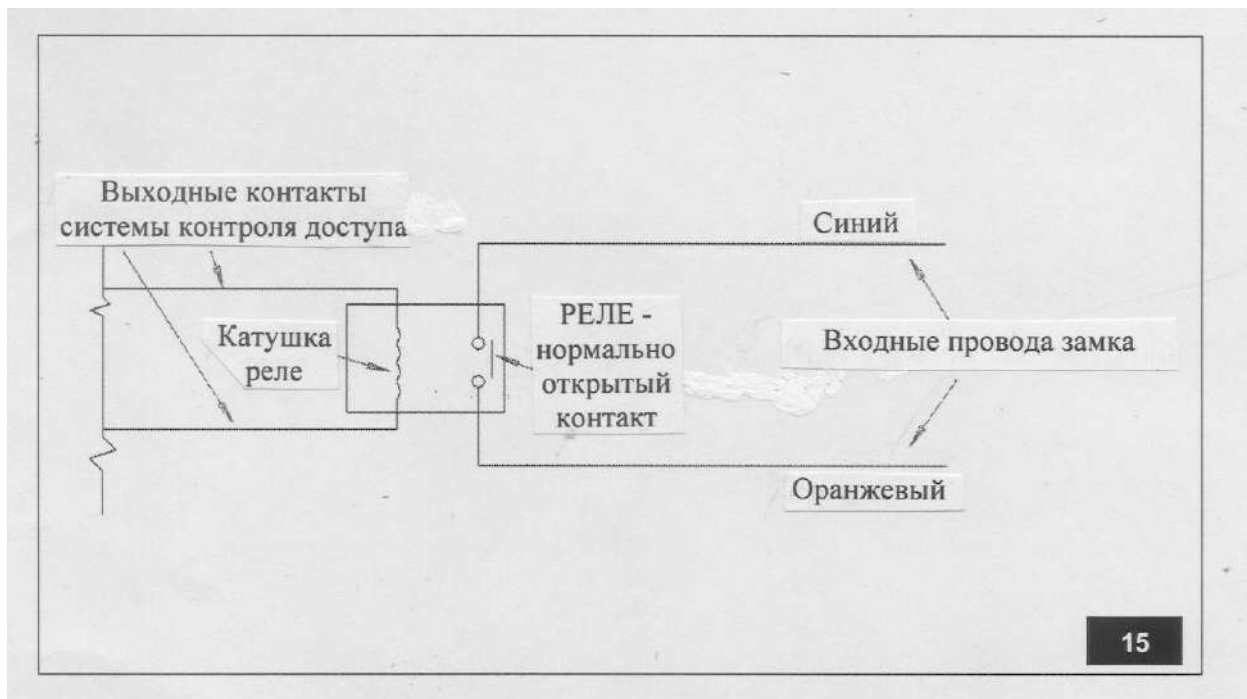 Выходные контакты
системы контроля доступа
Синий
Катушка
реле
РЕЛЕ -
нормально
открытый
контакт
Входные провода замка
Оранжевый
15